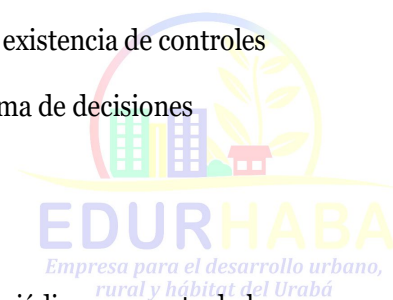 existencia de controles
ma de decisiones
EDURHABA
Empresa para el desarrollo urbano,
rural y hábitat del Urabá